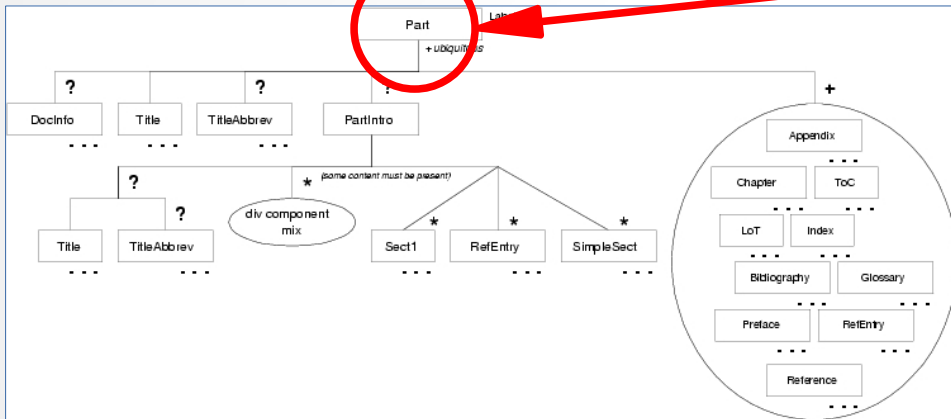 Part
+ ubiquitous
? ? ? +
DocInfo Title TitleAbbrev PartIntro
Appendix
Chapter ToC
LoT Index
Bibliography Glossary
Preface RefEntry
Reference
? * (some content must be present)
?
div component
mix
* * *
Title TitleAbbrev Sect1 RefEntry SimpleSect